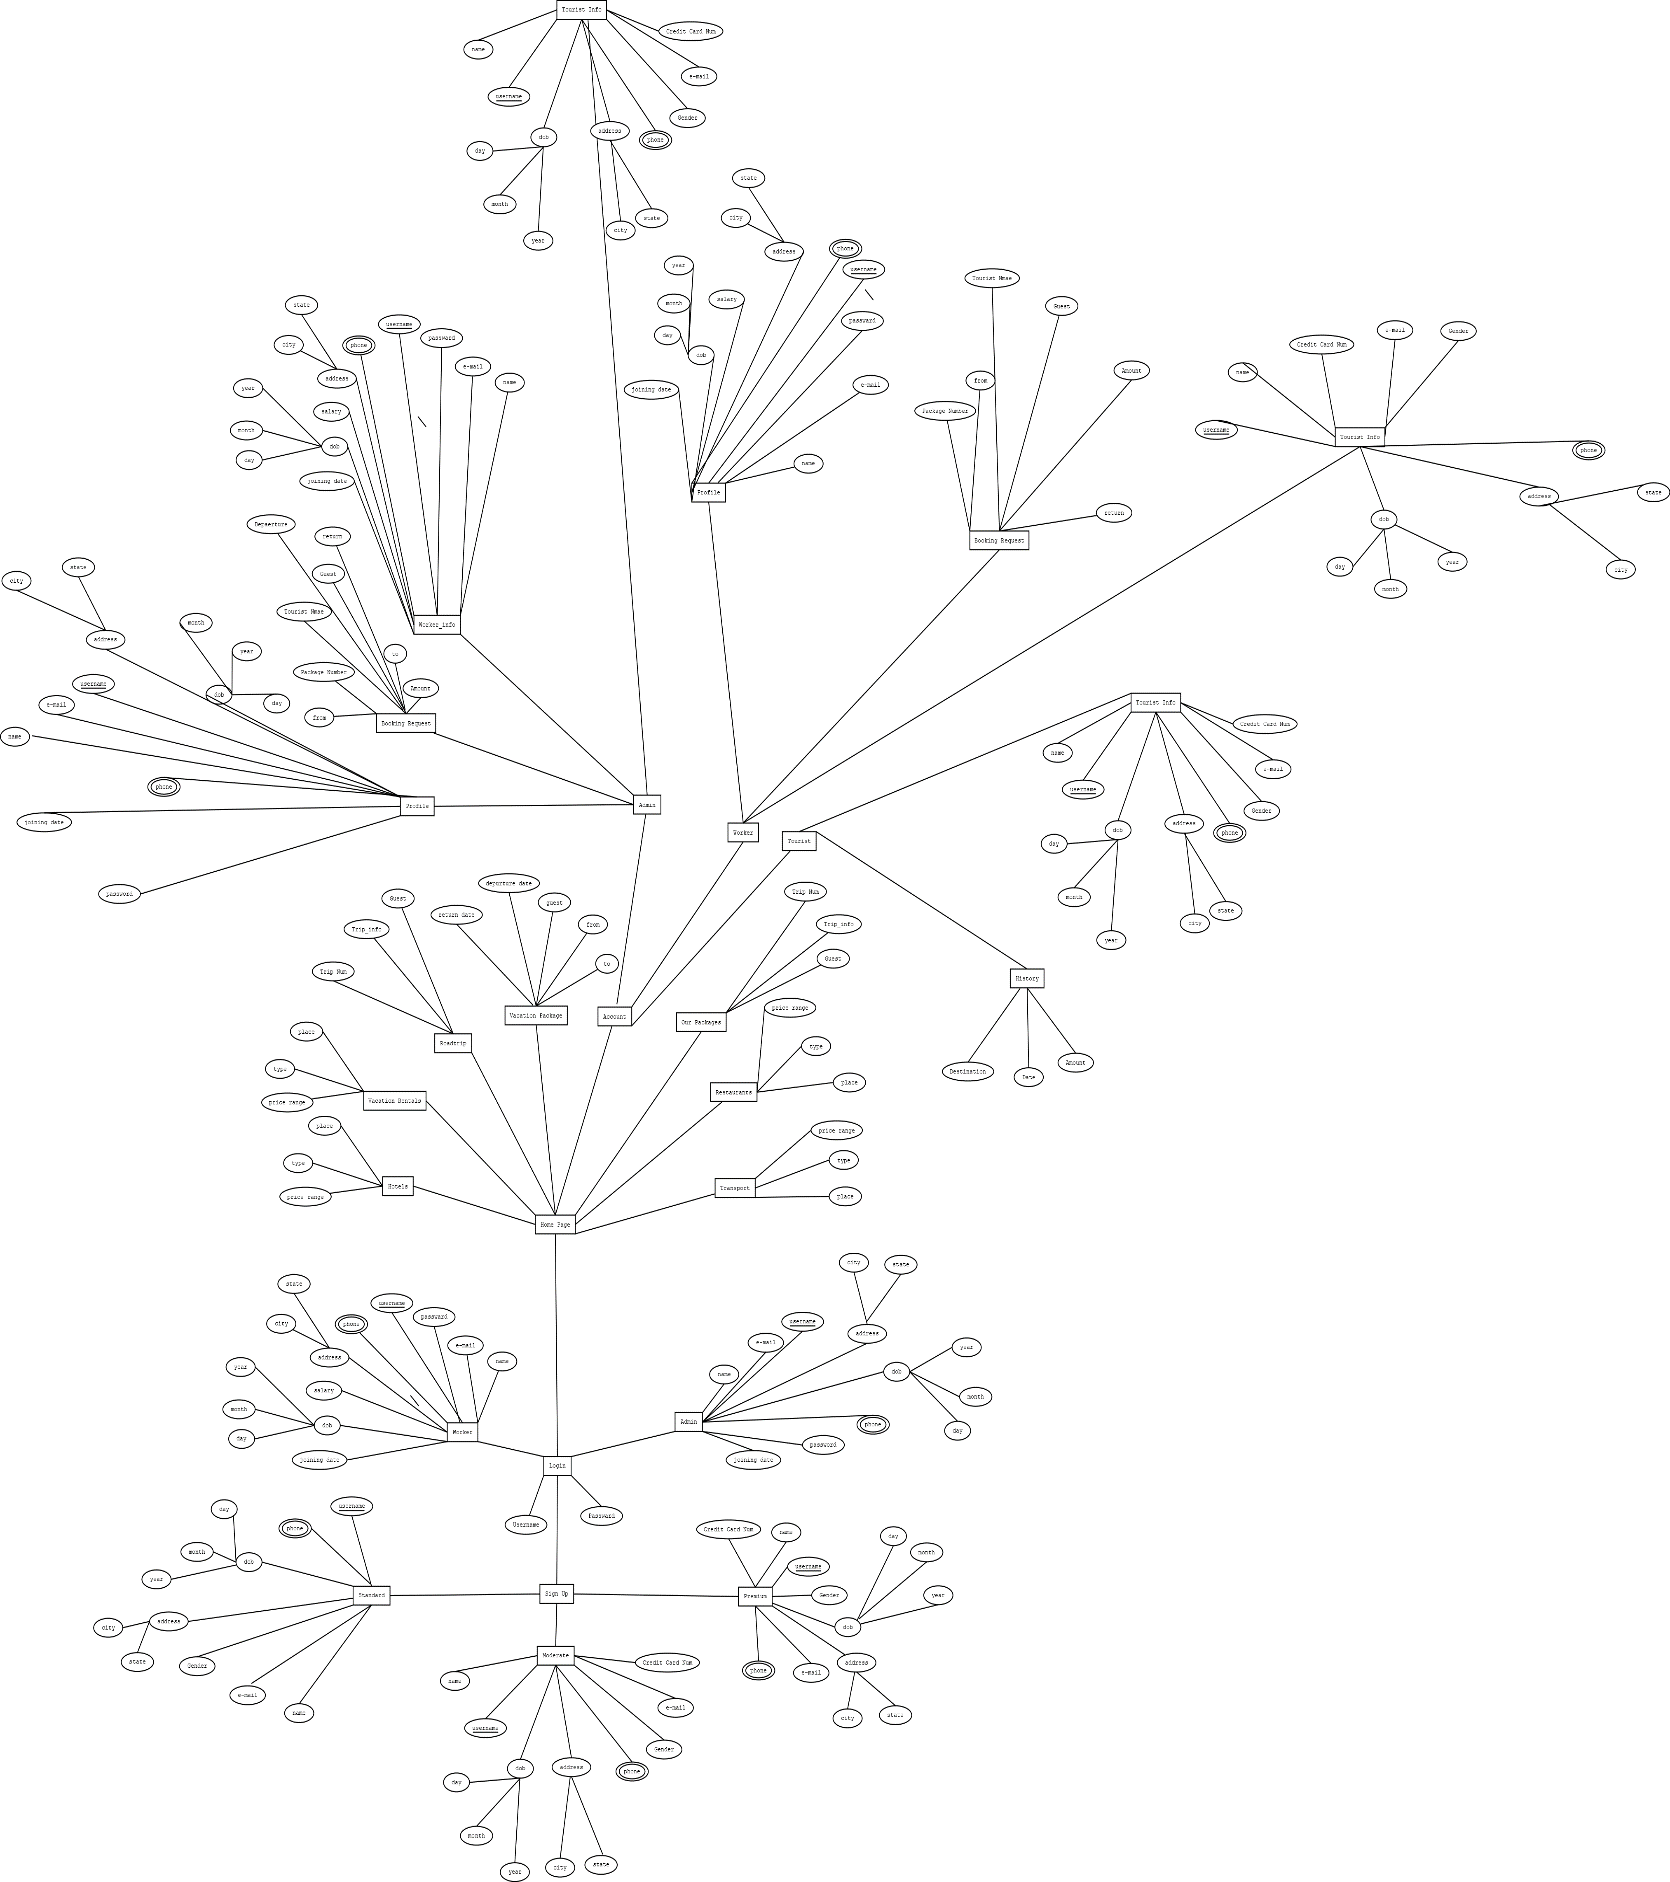 Tourist Info
Credit Card Num
name
e-mail
username
Gender
address
dob
phone
day
month
state
city
year
state
city
address
phone
year
username
month
salary
passward
day
dob
joining date
e-mail
name
Profile
Tourist Nmae
Guest
from
Amount
Package Number
return
Booking Request
Credit Card Num
e-mail
Gender
name
username
Tourist Info
phone
address
state
dob
day
year
city
month
state
username
phone
passward
city
e-mail
address
name
year
salary
month
dob
day
joining date
Worker_Info
Depaerture
return
Guest
Tourist Nmae
to
Package Number
Amount
from
Booking Request
state
city
address
month
year
username
dob
day
e-mail
name
phone
Profile
joining date
password
Admin
Worker
Tourist
Tourist Info
Credit Card Num
name
e-mail
username
Gender
address
dob
phone
day
month
state
city
year
History
Destination
Date
Amount
Guest
Trip_info
Trip Num
Roadtrip
departure date
return date
guest
from
to
Vacation Package
Account
Trip Num
Trip_info
Guest
Our Packages
price range
type
place
Restaurants
place
type
price range
Vacation Rentals
place
type
price range
Hotels
price range
type
place
Transport
Home Page
state
username
city
phone
passward
e-mail
address
name
year
salary
month
dob
day
joining date
Worker
city
state
username
address
e-mail
year
name
dob
month
Admin
phone
day
password
joining date
Login
Username
Password
day
username
phone
month
dob
year
Standard
city
address
state
Gender
e-mail
name
Sign Up
Credit Card Num
name
day
month
username
Premium
Gender
year
dob
address
phone
e-mail
city
state
Moderate
Credit Card Num
name
e-mail
username
Gender
dob
address
phone
day
month
city
state
year